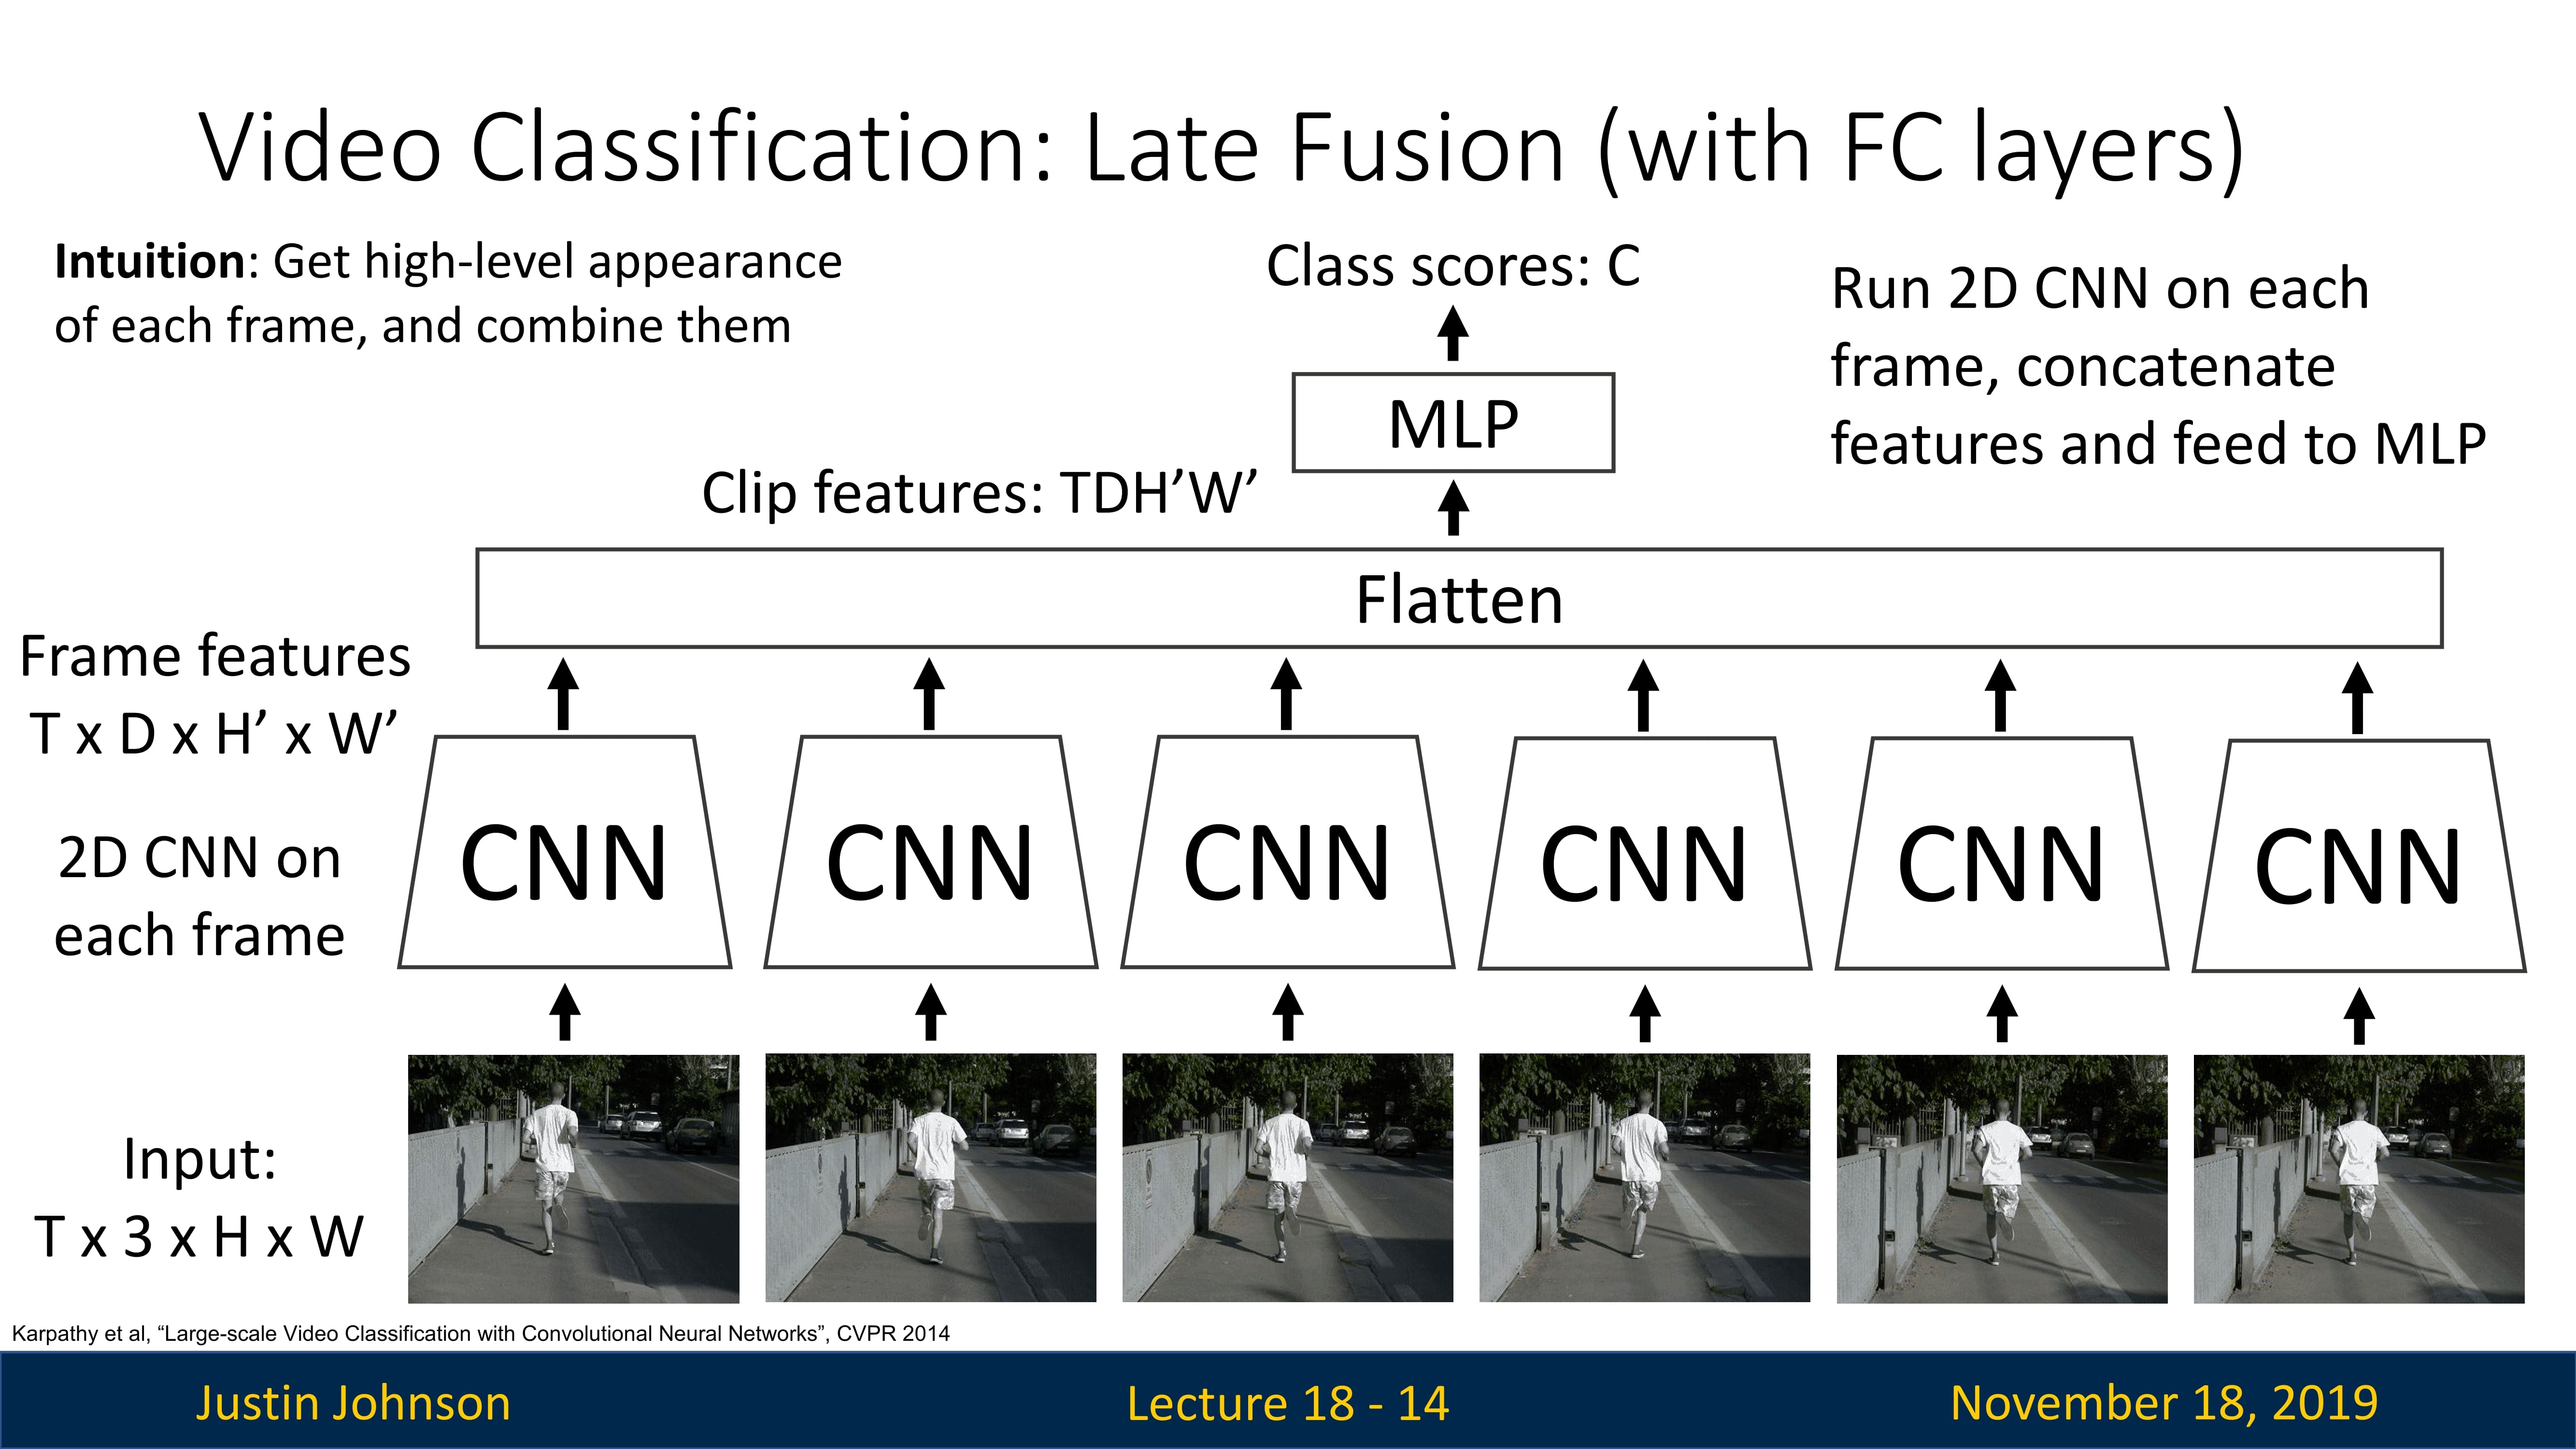 Video Classification: Late Fusion (with FC layers)
Intuition: Get high-level appearance
of each frame, and combine them
Class scores: C
Run 2D CNN on each
frame, concatenate
features and feed to MLP
MLP
Clip features: TDH’W’
Flatten
Frame features
T x D x H’ x W’
2D CNN on
each frame
CNN CNN CNN CNN CNN CNN
Input:
T x 3 x H x W
Karpathy et al, “Large-scale Video Classification with Convolutional Neural Networks”, CVPR 2014
Justin Johnson
Lecture 18 - 14
November 18, 2019